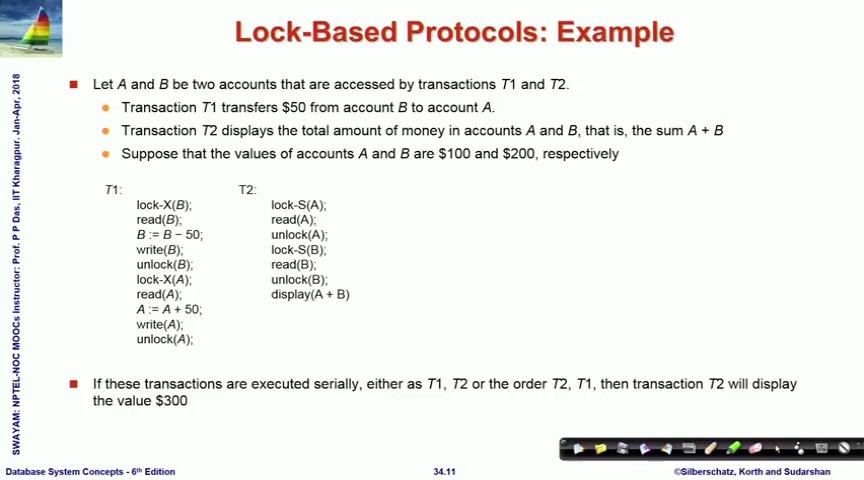 Lock-Based Protocols: Example
SWAYAM: NPTEL-NOC MOOCs Instructor: Prof. P P Das, IIT Kharagpur. Jan-Apr, 2018
Let A and B be two accounts that are accessed by transactions T1 and T2.
Transaction T1 transfers $50 from account B to account A.
Transaction T2 displays the total amount of money in accounts A and B, that is, the sum A + B
Suppose that the values of accounts A and B are $100 and $200, respectively
T1:
lock-X(B);
read(B);
B := B − 50;
write(B);
unlock(B);
lock-X(A);
read(A);
A := A + 50;
write(A);
unlock(A);
T2:
lock-S(A);
read(A);
unlock(A);
lock-S(B);
read(B);
unlock(B);
display(A + B)
If these transactions are executed serially, either as T1, T2 or the order T2, T1, then transaction T2 will display
the value $300
Database System Concepts - 6th Edition
34.11
©Silberschatz, Korth and Sudarshan